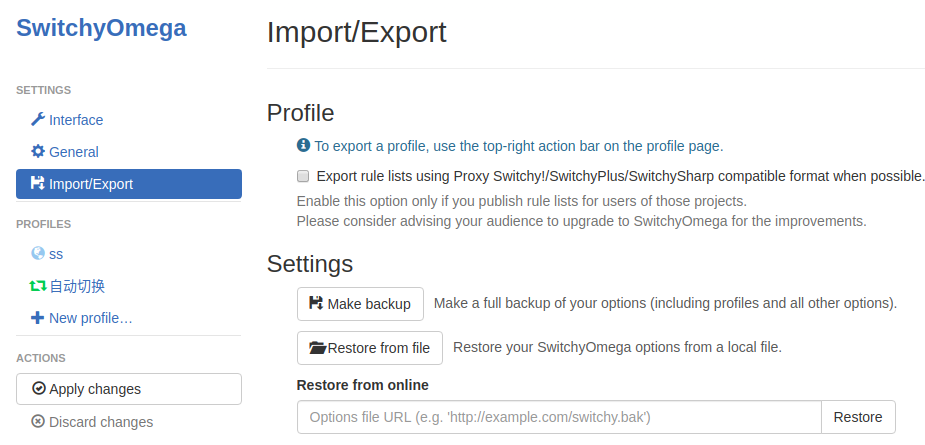 SwitchyOmega
SETTINGS
Interface
General
Import/Export
PROFILES
ss
自动切换
New profile…
ACTIONS
Apply changes
Discard changes
Import/Export
Profile
To export a profile, use the top-right action bar on the profile page.
Export rule lists using Proxy Switchy!/SwitchyPlus/SwitchySharp compatible format when possible.
Enable this option only if you publish rule lists for users of those projects.
Please consider advising your audience to upgrade to SwitchyOmega for the improvements.
Settings
Make backup Make a full backup of your options (including profiles and all other options).
Restore from file Restore your SwitchyOmega options from a local file.
Restore from online
Options file URL (e.g. 'http://example.com/switchy.bak') Restore